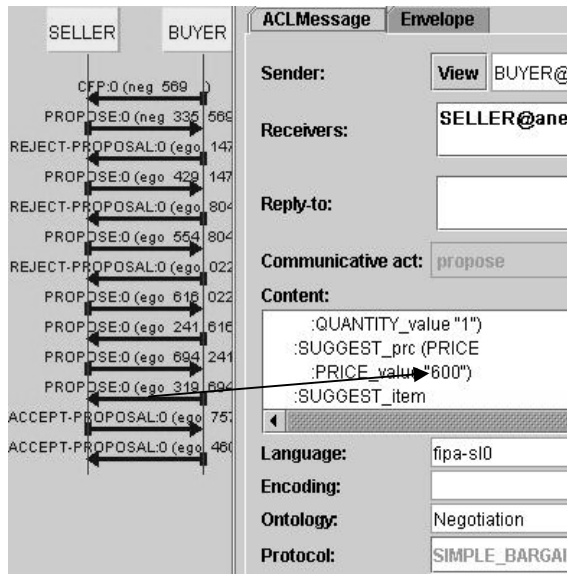 SELLER BUYER
CFP:0 (neg 569 )
PROPOSE:0 (neg 335 569
REJECT-PROPOSAL:0 (ego 147
PROPOSE:0 (ego 429 147
REJECT-PROPOSAL:0 (ego 804
PROPOSE:0 (ego 554 804
REJECT-PROPOSAL:0 (ego 022
PROPOSE:0 (ego 616 022
PROPOSE:0 (ego 241 616
PROPOSE:0 (ego 694 241
PROPOSE:0 (ego 319 694
ACCEPT-PROPOSAL:0 (ego 757
ACCEPT-PROPOSAL:0 (ego 460
ACLMessage Envelope
Sender: View BUYER@
Receivers: SELLER@ane
Reply-to:
Communicative act: propose
Content:
:QUANTITY_value "1")
:SUGGEST_prc (PRICE
:PRICE_value "600")
:SUGGEST_item
Language: fipa-sl0
Encoding:
Ontology: Negotiation
Protocol: SIMPLE_BARGAI